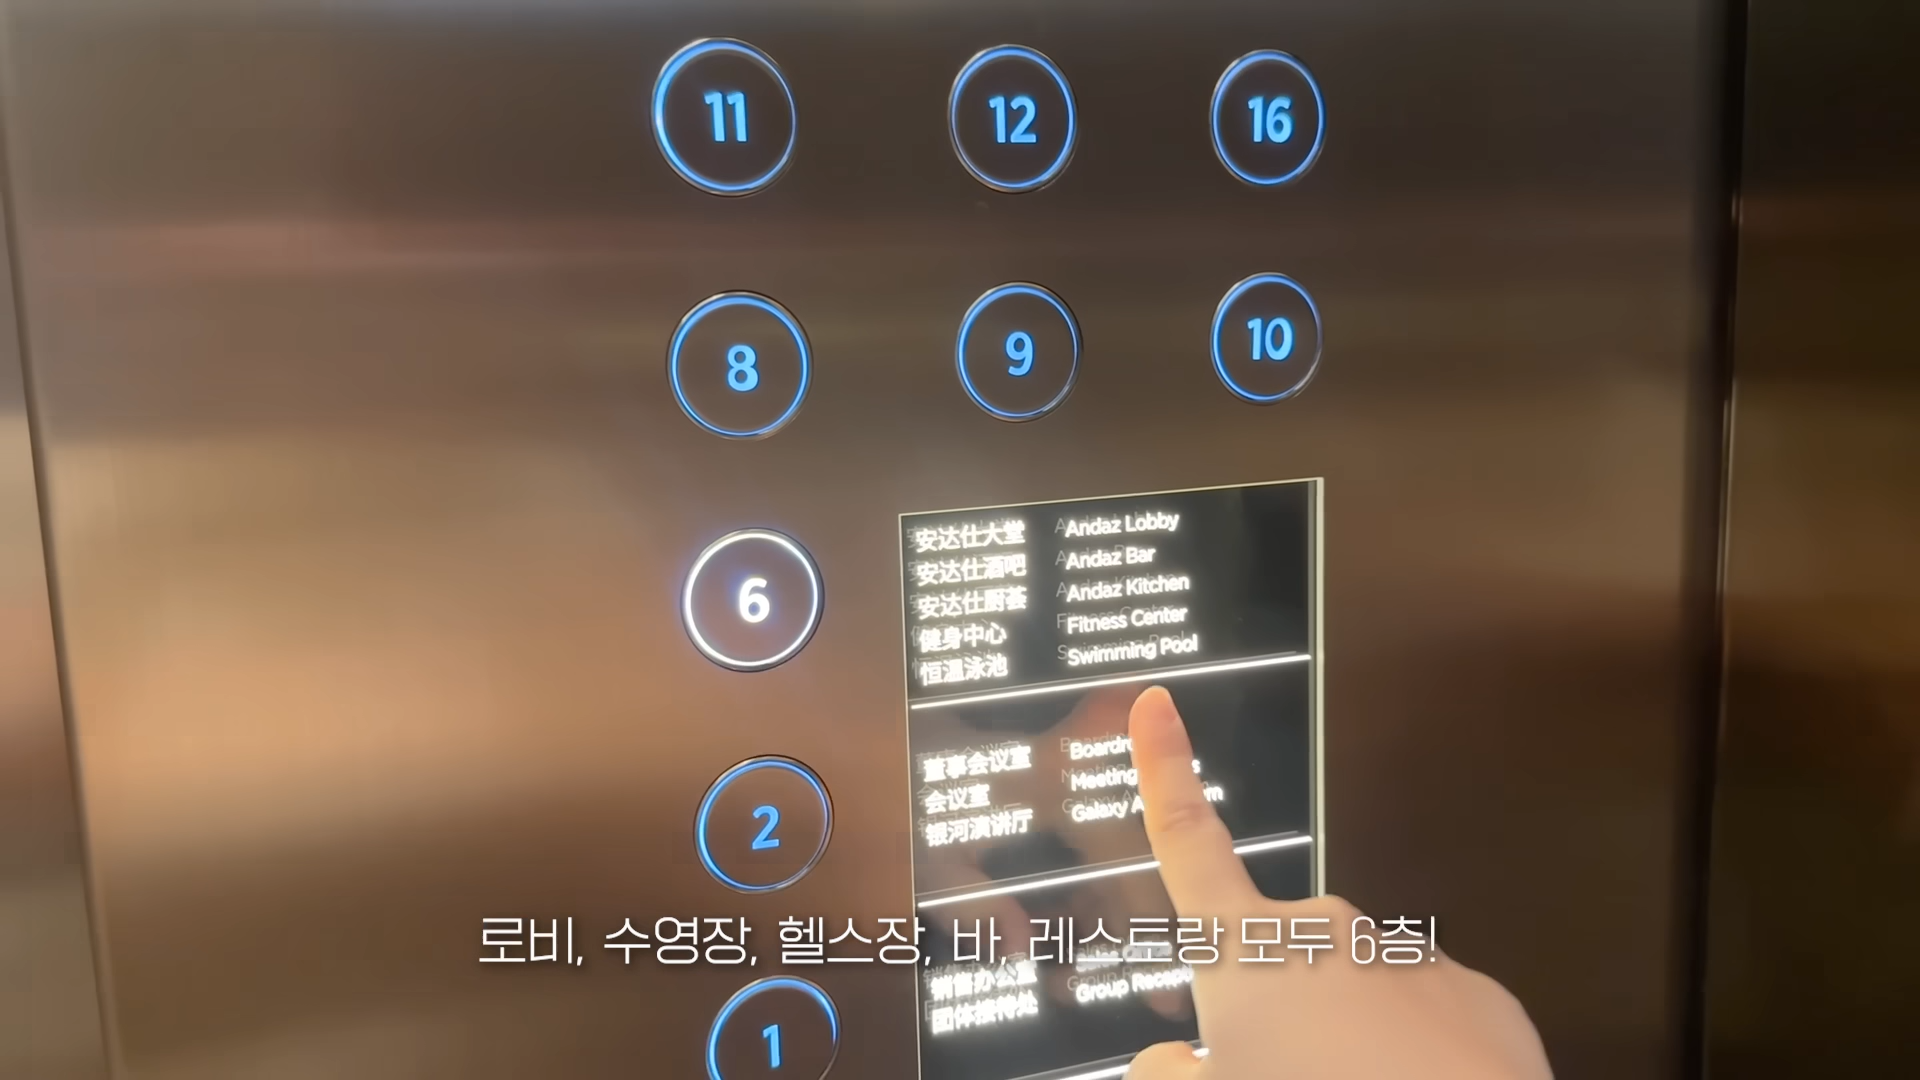 11 12 16
8 9 10
6
安达仕大堂 Andaz Lobby
安达仕酒吧 Andaz Bar
安达仕厨荟 Andaz Kitchen
健身中心 Fitness Center
恒温泳池 Swimming Pool
2
董事会议室
会议室 Meeting
银河演讲厅 Galaxy
로비, 수영장, 헬스장, 바, 레스토랑 모두 6층!
1
销售办公室 Sales
团体接待处 Group